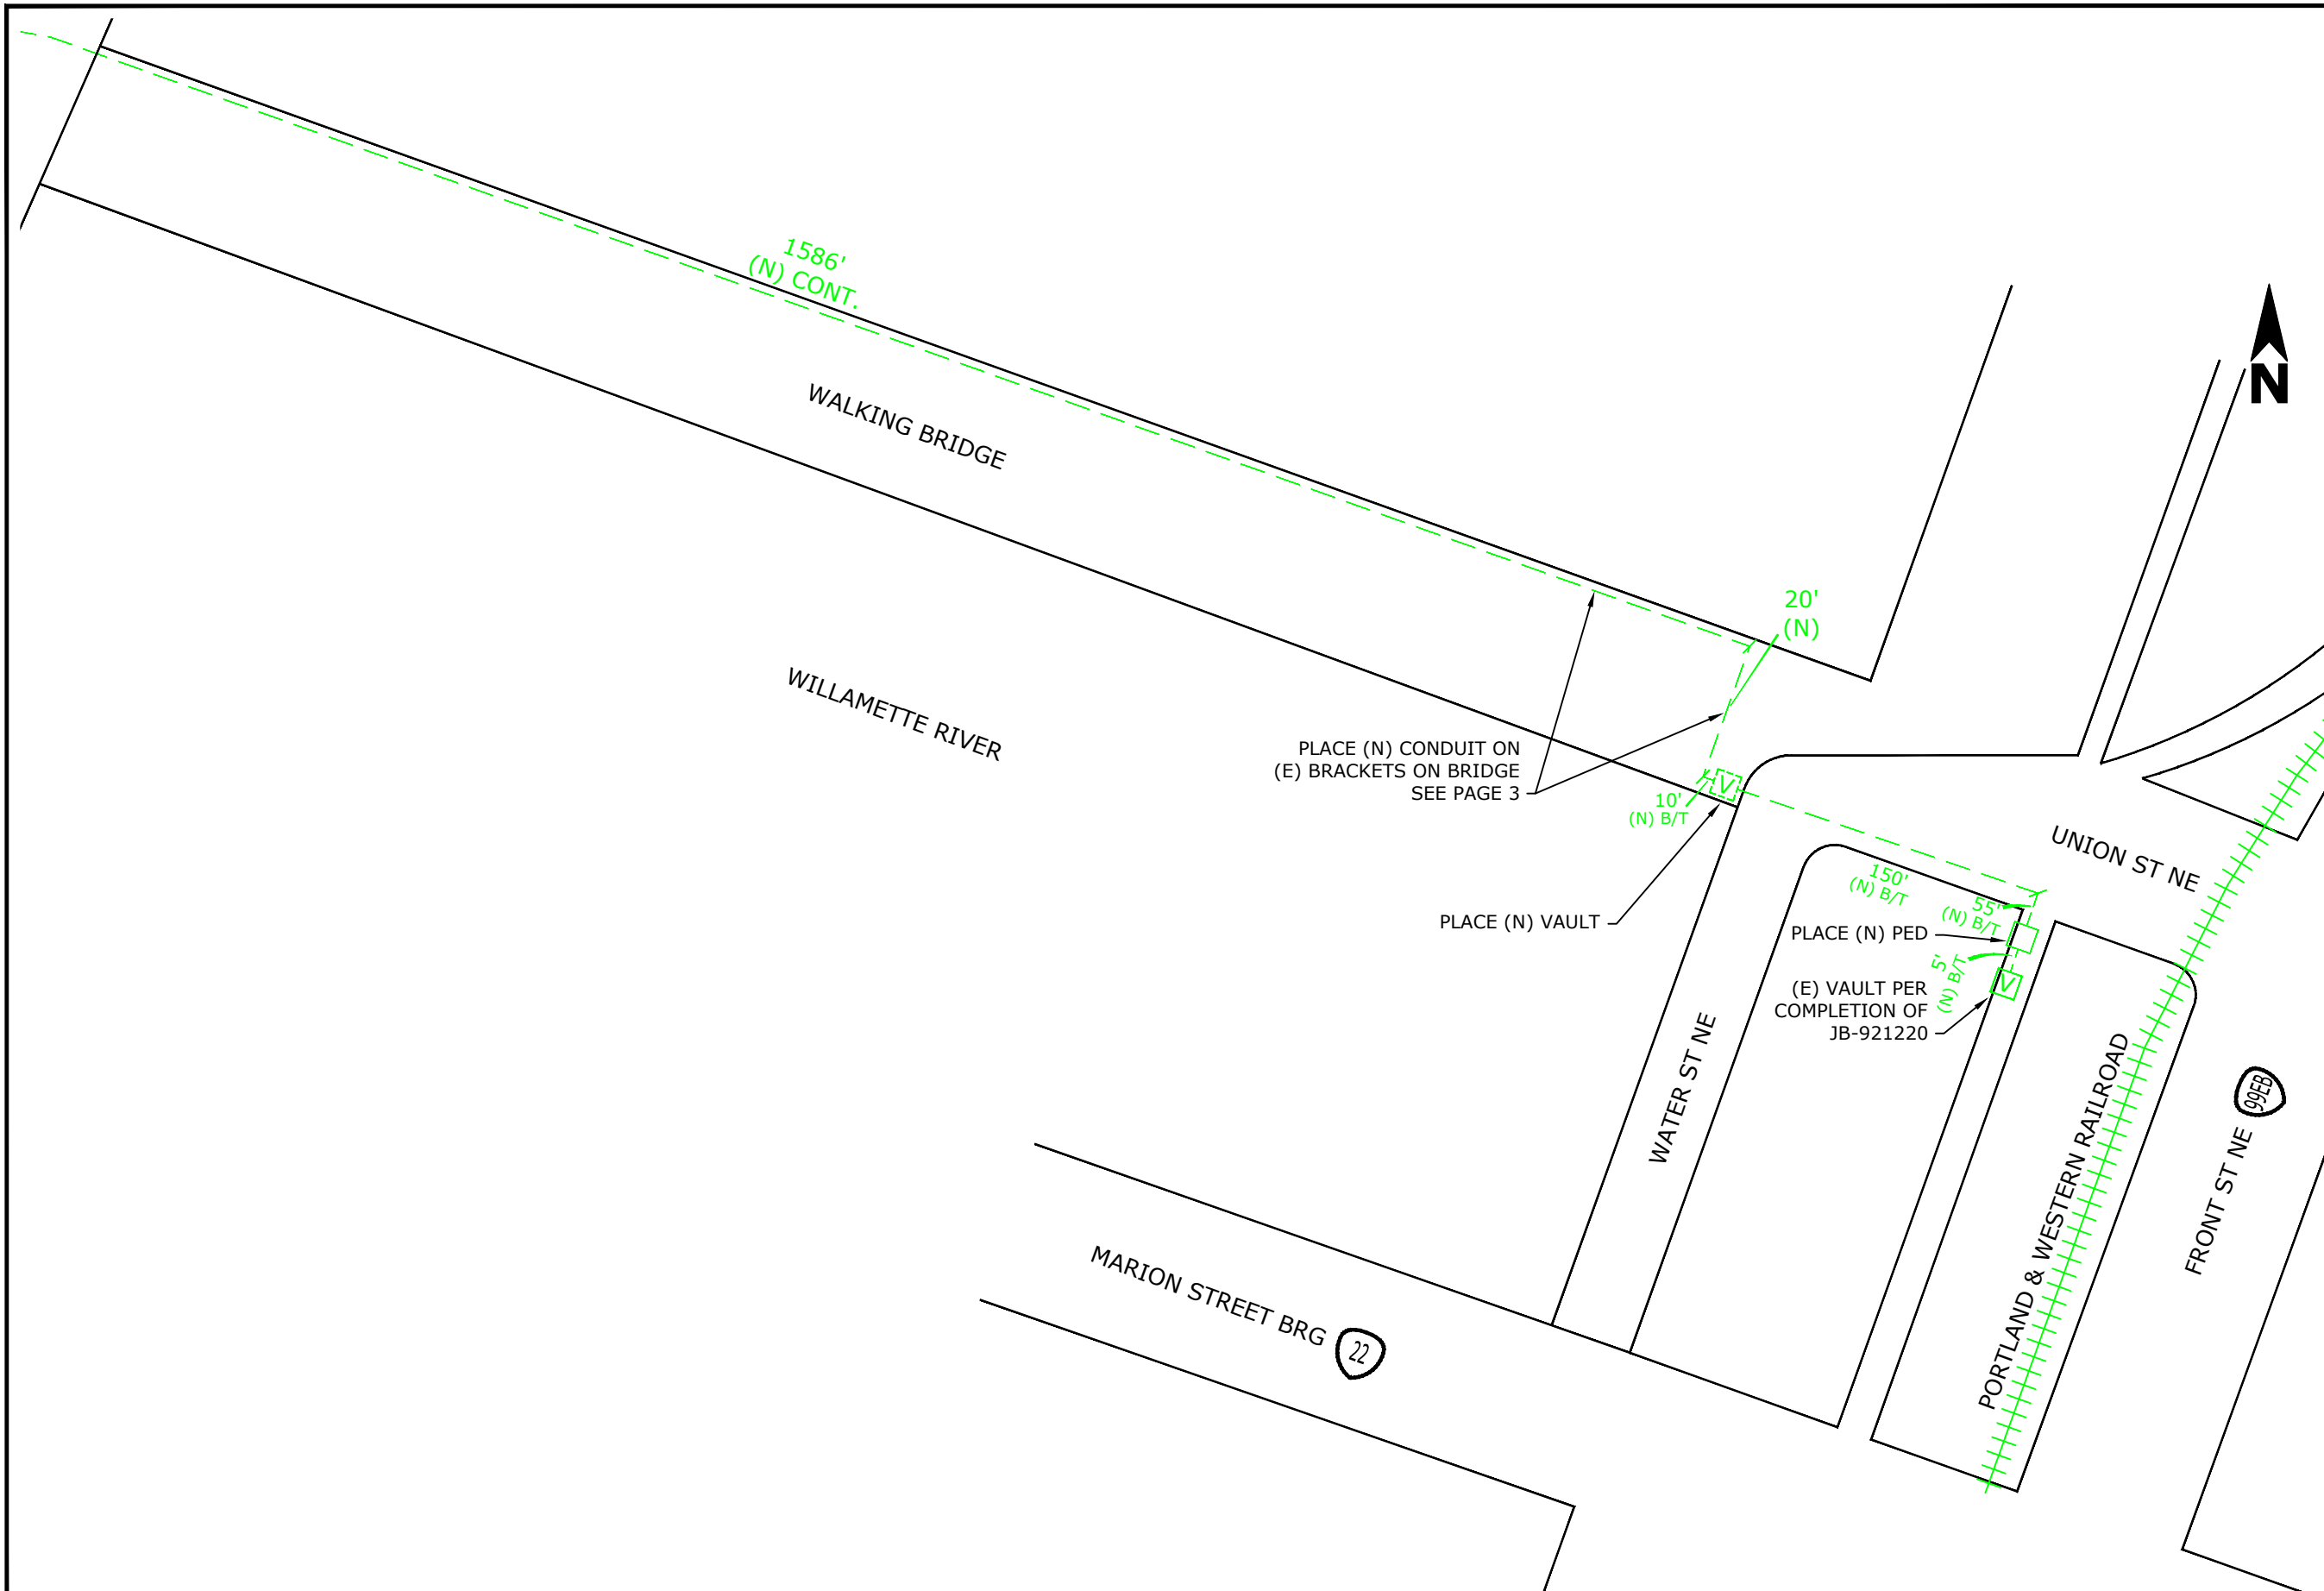 1586'
(N) CONT.
N
WALKING BRIDGE
20'
(N)
WILLAMETTE RIVER
PLACE (N) CONDUIT ON
(E) BRACKETS ON BRIDGE
SEE PAGE 3
V
10'
(N) B/T
UNION ST NE
150'
(N) B/T
PLACE (N) VAULT
55'
(N) B/T
PLACE (N) PED
5'
(N) B/T
V
(E) VAULT PER
COMPLETION OF
JB-921220
WATER ST NE
PORTLAND & WESTERN RAILROAD
FRONT ST NE
99EB
MARION STREET BRG
22